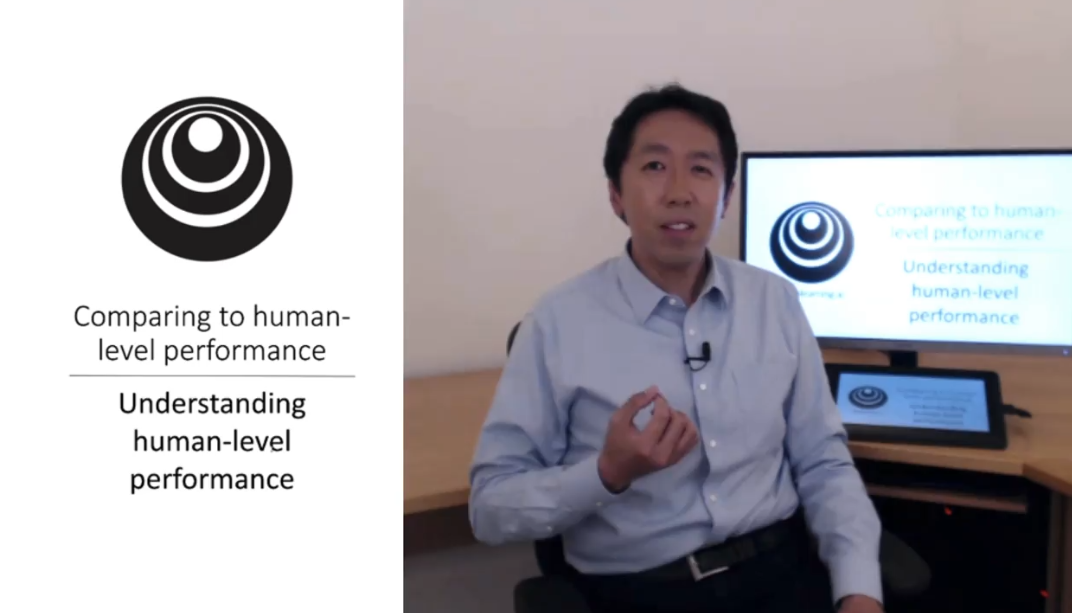 Comparing to human-
level performance
Understanding
human-level
performance
Comparing to human-
level performance
Understanding
human-level
performance